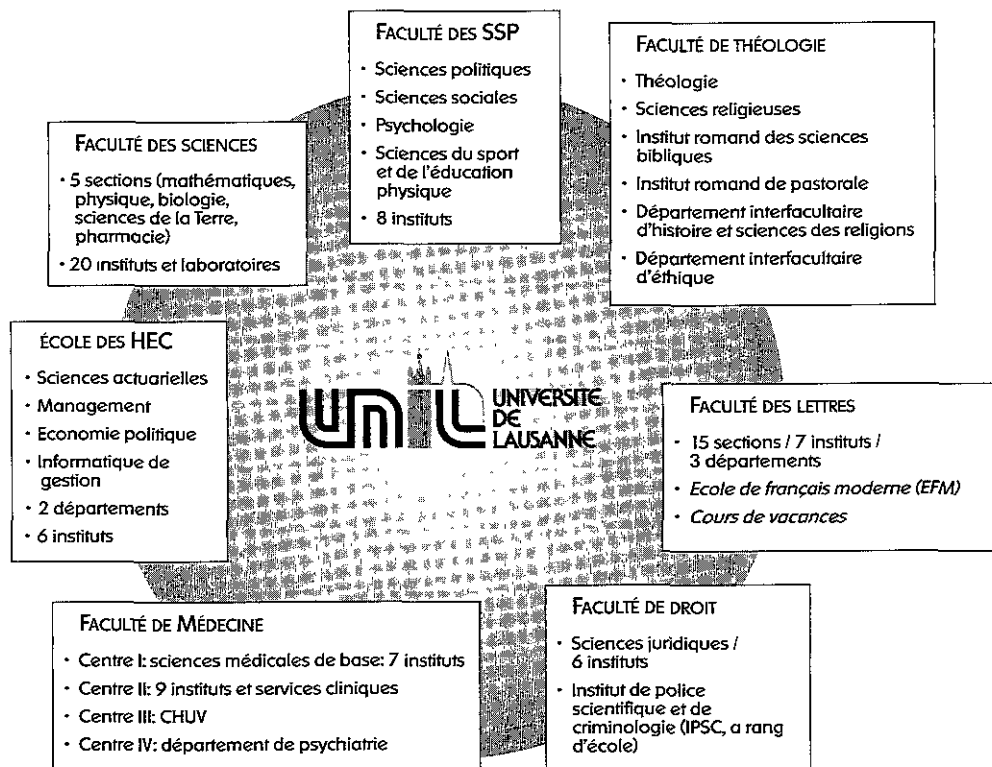 FACULTÉ DES SSP
· Sciences politiques
· Sciences sociales
· Psychologie
· Sciences du sport
et de l'éducation
physique
· 8 instituts
FACULTÉ DE THÉOLOGIE
· Théologie
· Sciences religieuses
· Institut romand des sciences
bibliques
· Institut romand de pastorale
· Département interfacultaire
d'histoire et sciences des religions
· Département interfacultaire
d'éthique
FACULTÉ DES SCIENCES
· 5 sections (mathématiques,
physique, biologie,
sciences de la Terre,
pharmacie)
· 20 instituts et laboratoires
ÉCOLE DES HEC
· Sciences actuarielles
· Management
· Economie politique
· Informatique de
gestion
· 2 départements
· 6 instituts
UNIL
UNIVERSITE
DE
LAUSANNE
FACULTÉ DES LETTRES
· 15 sections / 7 instituts /
3 départements
· Ecole de français moderne (EFM)
· Cours de vacances
FACULTÉ DE MÉDECINE
· Centre I: sciences médicales de base: 7 instituts
· Centre II: 9 instituts et services cliniques
· Centre III: CHUV
· Centre IV: département de psychiatrie
FACULTÉ DE DROIT
· Sciences juridiques /
6 instituts
· Institut de police
scientifique et de
criminologie (IPSC, a rang
d'école)